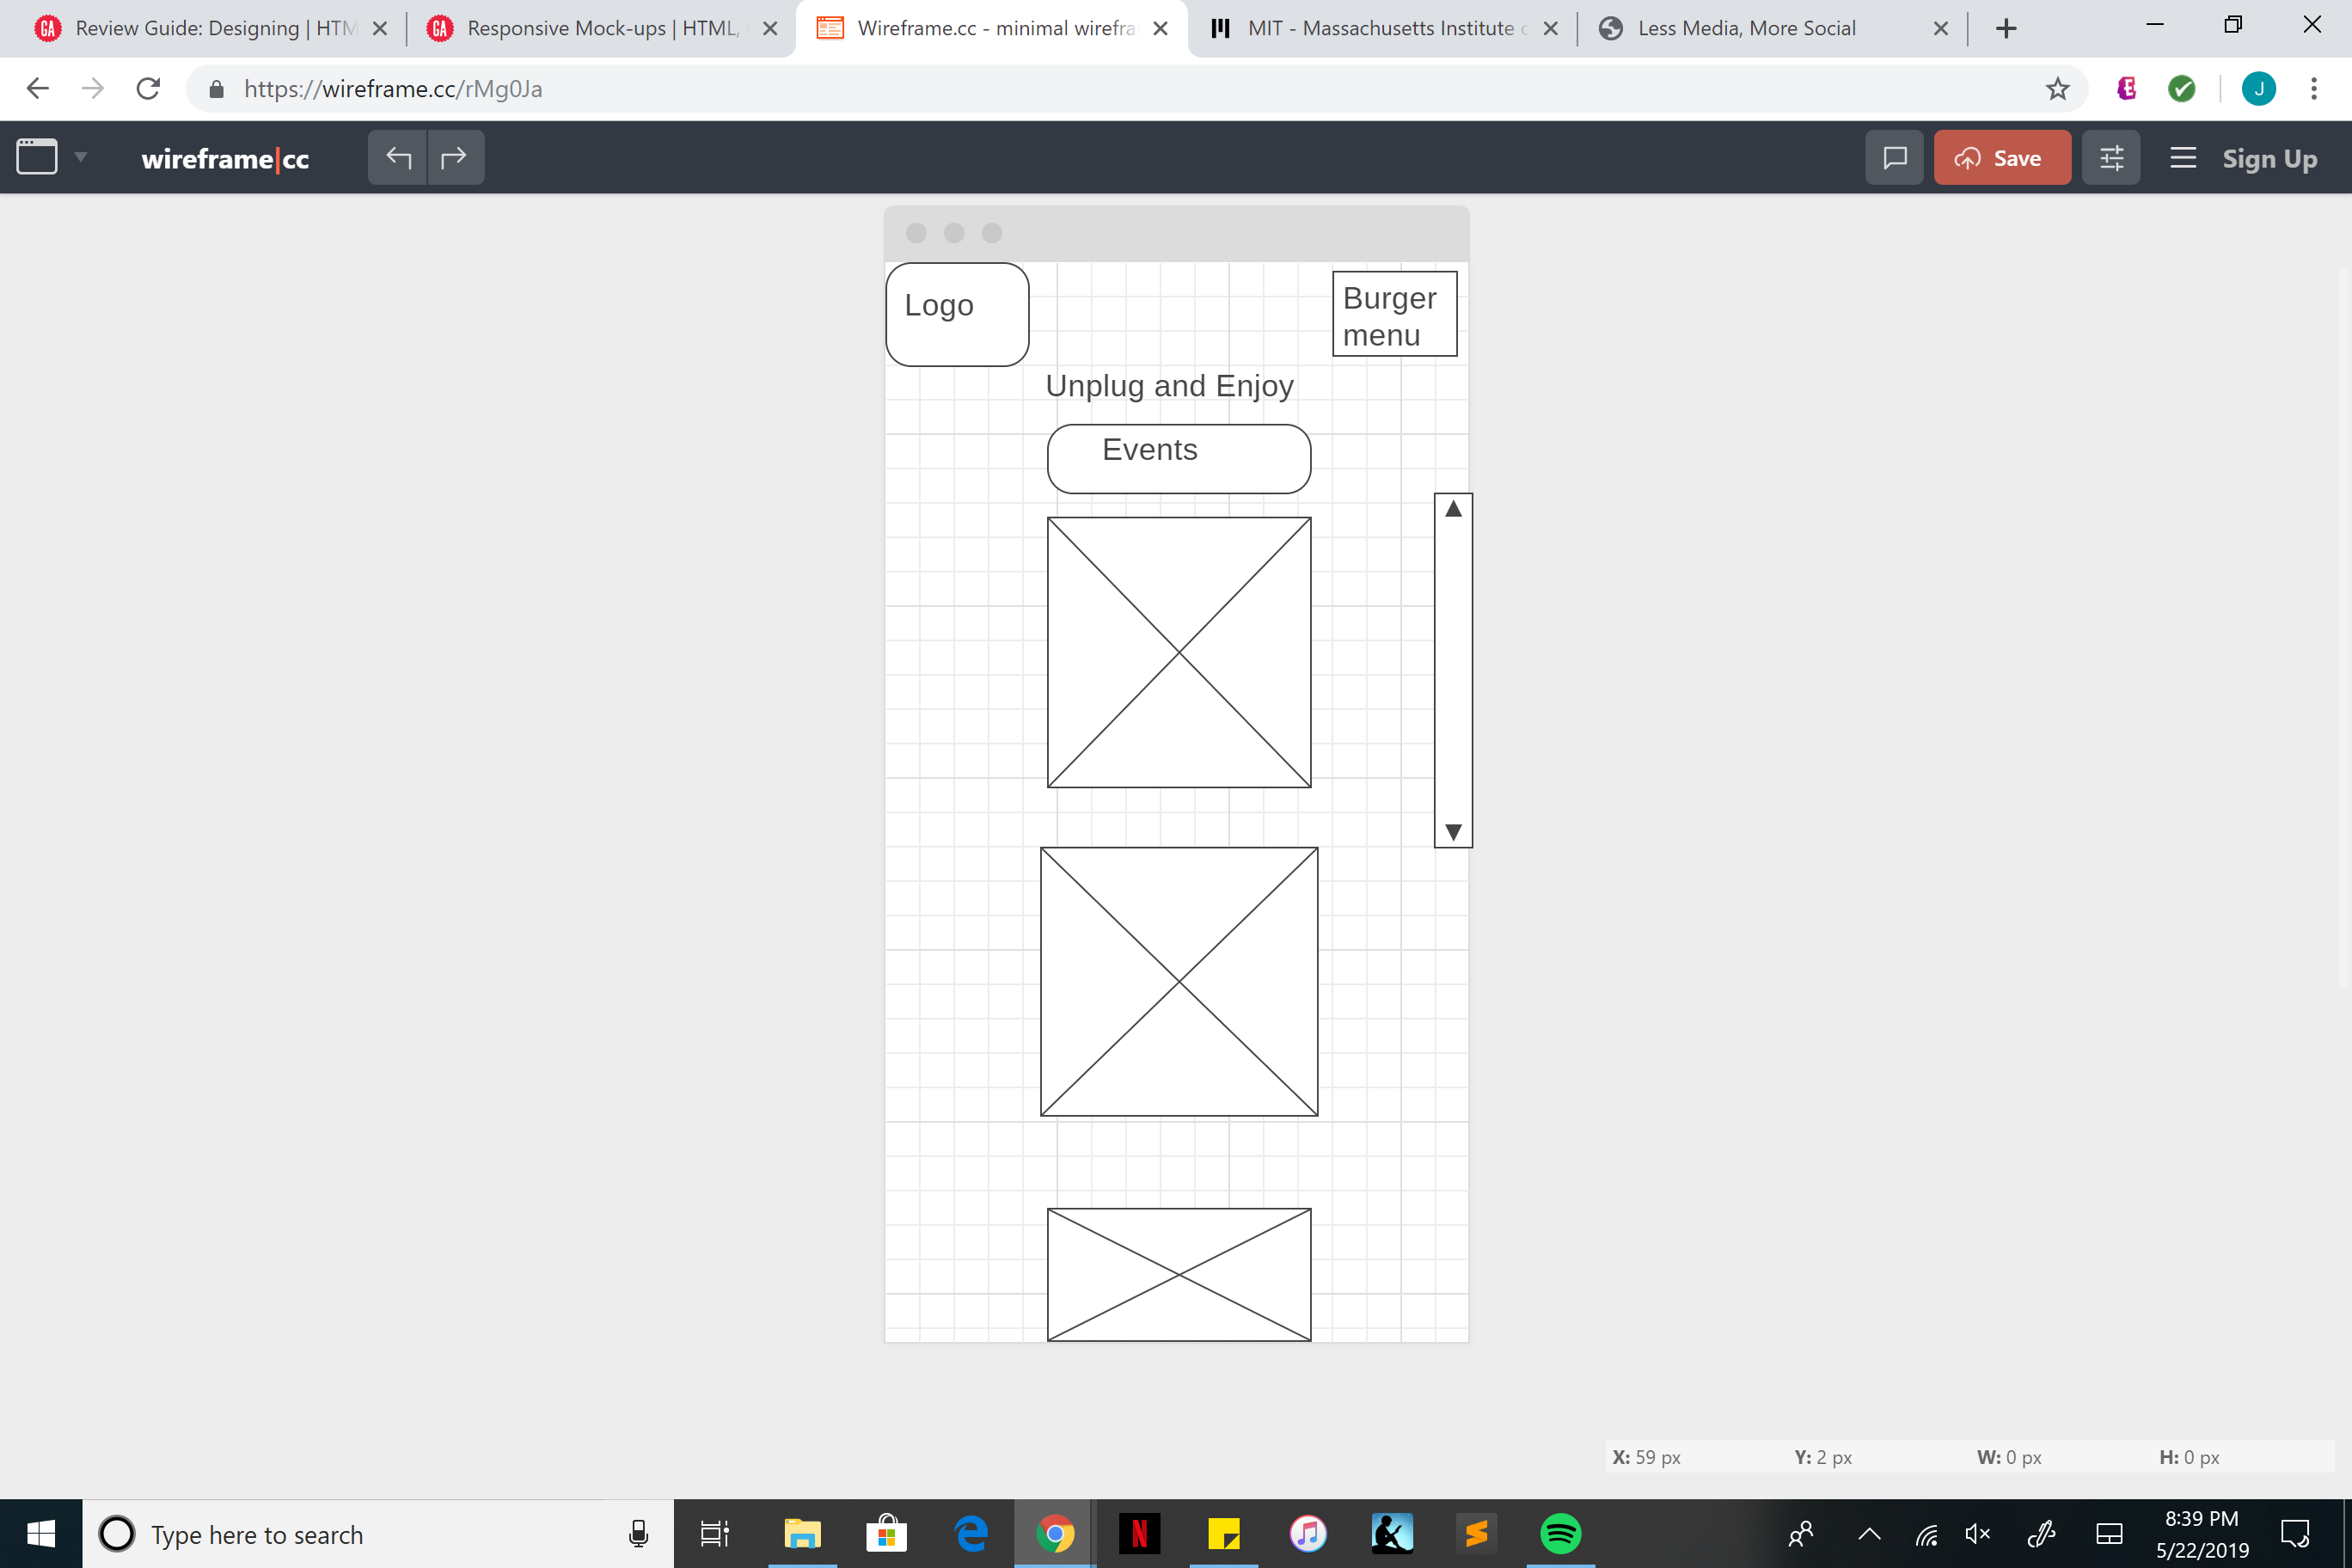 Review Guide: Designing | HTM
Responsive Mock-ups | HTML,
Wireframe.cc - minimal wirefra
MIT - Massachusetts Institute o
Less Media, More Social
https://wireframe.cc/rMg0Ja
J
wireframe|cc
Save
Sign Up
Logo
Burger
menu
Unplug and Enjoy
Events
X: 59 px
Y: 2 px
W: 0 px
H: 0 px
Type here to search
8:39 PM
5/22/2019